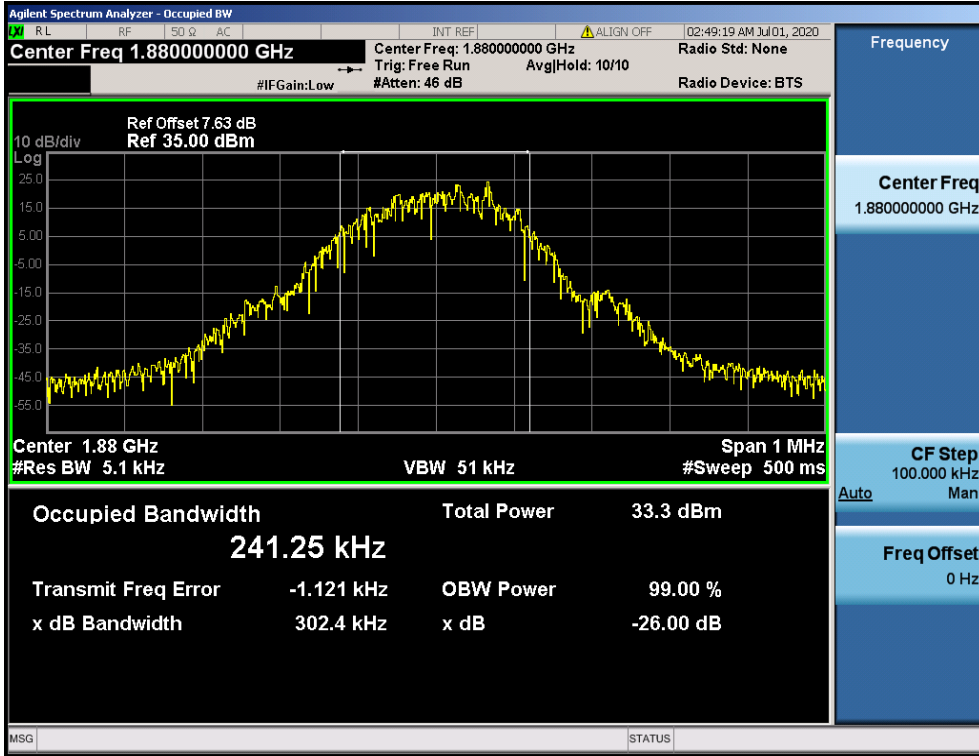 Agilent Spectrum Analyzer - Occupied BW
LXI RL RF 50 Ω AC INT REF ALIGN OFF 02:49:19 AM Jul 01, 2020
Center Freq 1.880000000 GHz
Center Freq: 1.880000000 GHz
Radio Std: None
Trig: Free Run Avg|Hold: 10/10
#IFGain:Low
#Atten: 46 dB
Radio Device: BTS
Frequency
Ref Offset 7.63 dB
10 dB/div Ref 35.00 dBm
Log
25.0
15.0
5.00
-5.00
-15.0
-25.0
-35.0
-45.0
-55.0
Center 1.88 GHz Span 1 MHz
#Res BW 5.1 kHz VBW 51 kHz #Sweep 500 ms
Occupied Bandwidth Total Power 33.3 dBm
241.25 kHz
Transmit Freq Error -1.121 kHz OBW Power 99.00 %
x dB Bandwidth 302.4 kHz x dB -26.00 dB
Center Freq
1.880000000 GHz
CF Step
100.000 kHz
Auto Man
Freq Offset
0 Hz
MSG STATUS